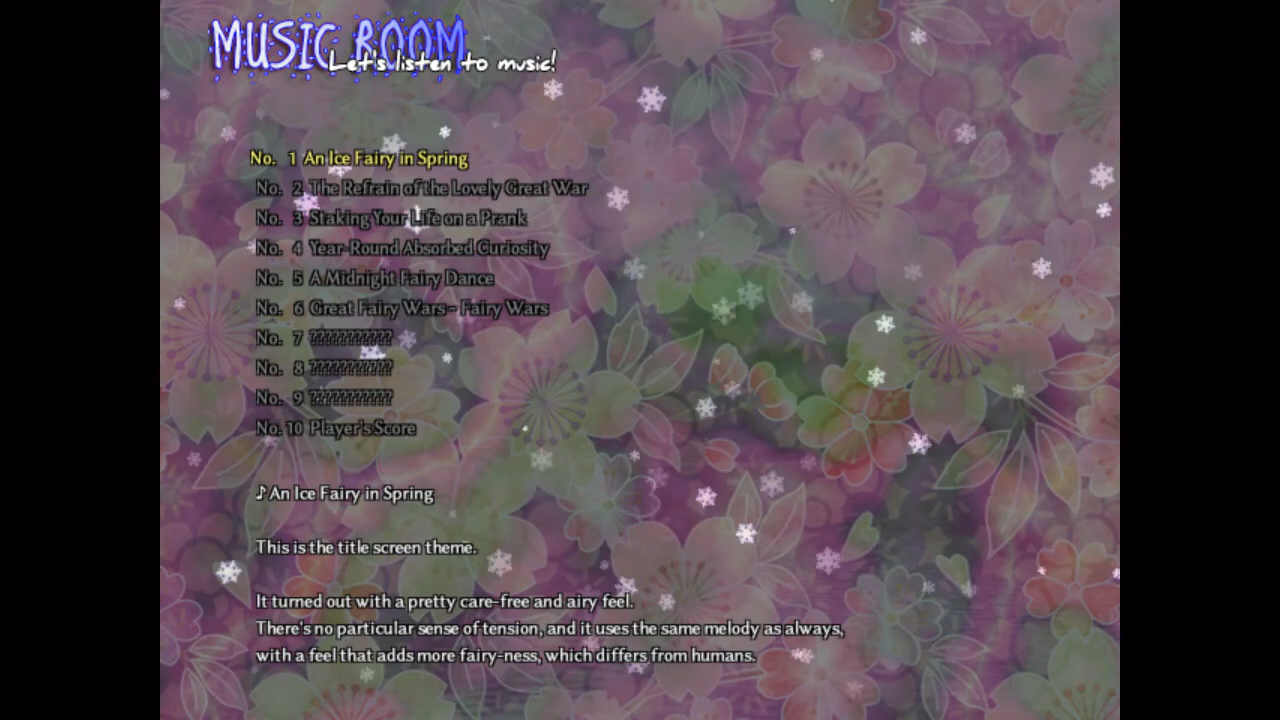 MUSIC ROOM
Let's listen to music!
No. 1 An Ice Fairy in Spring
No. 2 The Refrain of the Lovely Great War
No. 3 Staking Your Life on a Prank
No. 4 Year-Round Absorbed Curiosity
No. 5 A Midnight Fairy Dance
No. 6 Great Fairy Wars ~ Fairy Wars
No. 7 ????????????
No. 8 ????????????
No. 9 ????????????
No. 10 Player's Score
♪An Ice Fairy in Spring
This is the title screen theme.
It turned out with a pretty care-free and airy feel.
There's no particular sense of tension, and it uses the same melody as always,
with a feel that adds more fairy-ness, which differs from humans.